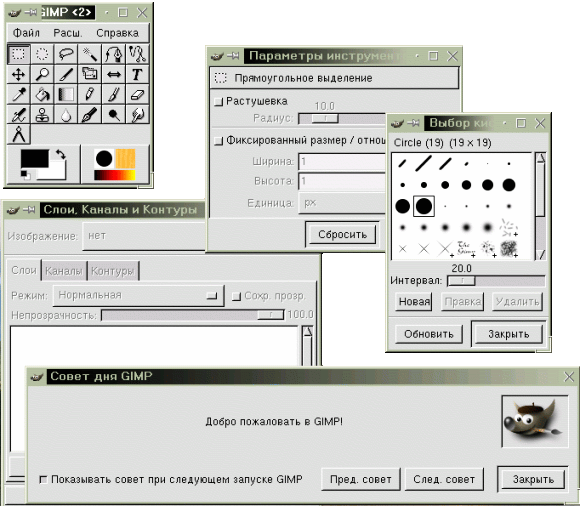 GIMP <2>
Файл Расш. Справка
Параметры инструмент
Прямоугольное выделение
Растушевка
10.0
Радиус:
Фиксированный размер / отнош
Ширина: 1
Высота: 1
Единица: px
Сбросить
Выбор ки
Circle (19) (19 x 19)
20.0
Интервал:
Новая Правка Удалить
Обновить Закрыть
Слои, Каналы и Контуры
Изображение: нет
Слои Каналы Контуры
Режим: Нормальная Сохр. прозр.
Непрозрачность: 100.0
Совет дня GIMP
Добро пожаловать в GIMP!
Показывать совет при следующем запуске GIMP Пред. совет След. совет Закрыть